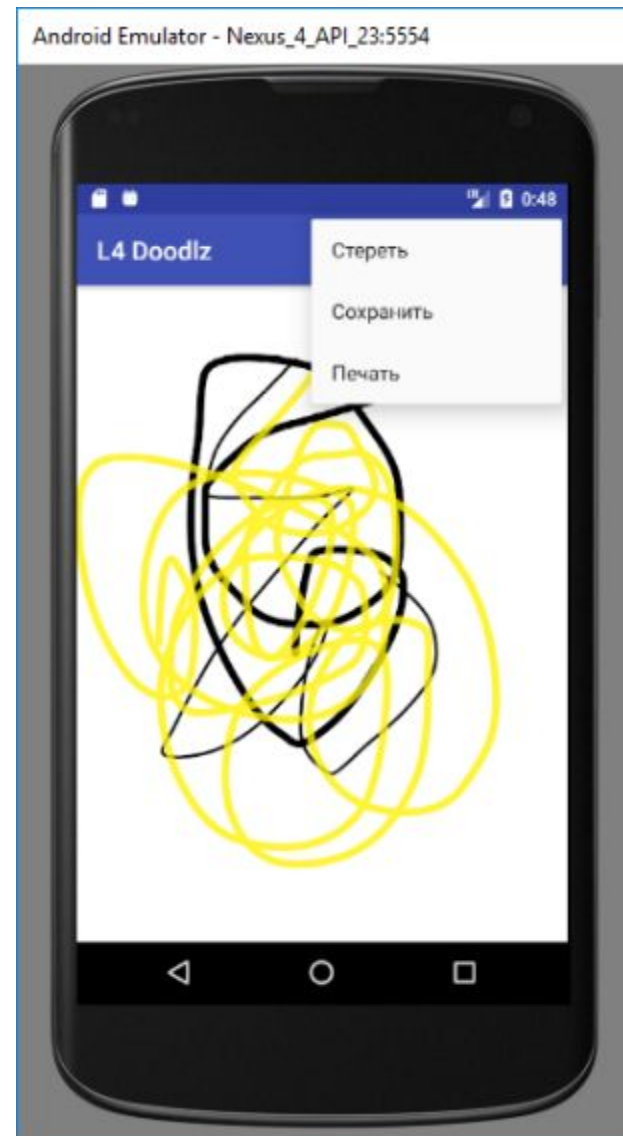 Android Emulator - Nexus_4_API_23:5554
0:48
L4 Doodlz
Стереть
Сохранить
Печать